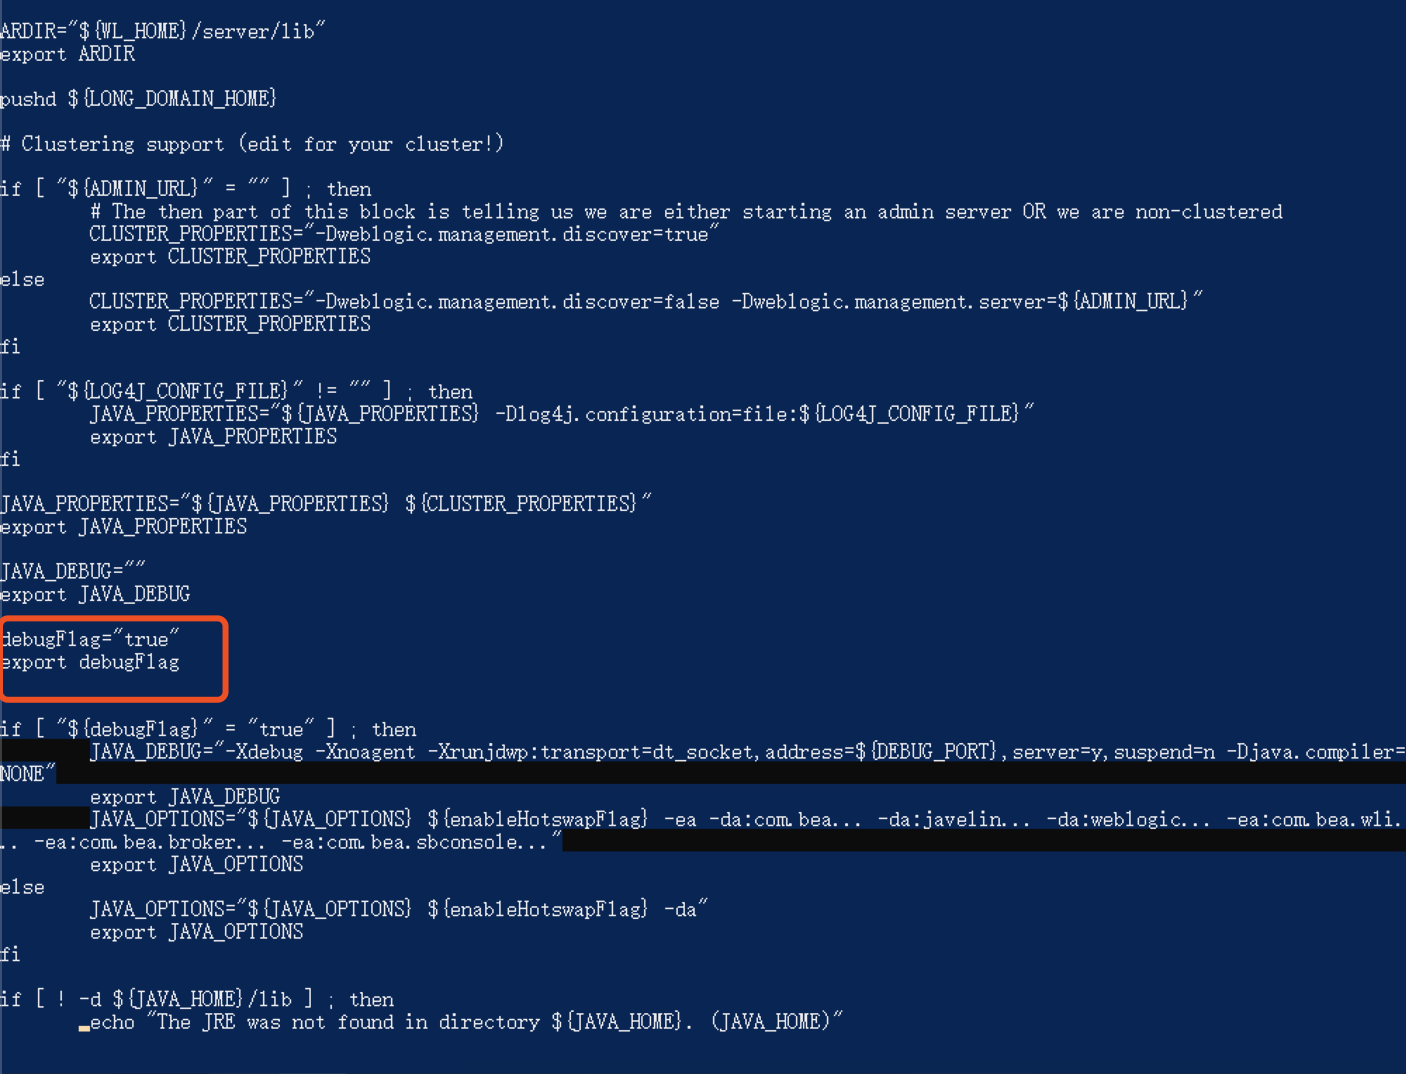 ARDIR="${WL_HOME}/server/lib"
export ARDIR
pushd ${LONG_DOMAIN_HOME}
# Clustering support (edit for your cluster!)
if [ "${ADMIN_URL}" = "" ] ; then
# The then part of this block is telling us we are either starting an admin server OR we are non-clustered
CLUSTER_PROPERTIES="-Dweblogic.management.discover=true"
export CLUSTER_PROPERTIES
else
CLUSTER_PROPERTIES="-Dweblogic.management.discover=false -Dweblogic.management.server=${ADMIN_URL}"
export CLUSTER_PROPERTIES
fi
if [ "${LOG4J_CONFIG_FILE}" != "" ] ; then
JAVA_PROPERTIES="${JAVA_PROPERTIES} -Dlog4j.configuration=file:${LOG4J_CONFIG_FILE}"
export JAVA_PROPERTIES
fi
JAVA_PROPERTIES="${JAVA_PROPERTIES} ${CLUSTER_PROPERTIES}"
export JAVA_PROPERTIES
JAVA_DEBUG=""
export JAVA_DEBUG
debugFlag="true"
export debugFlag
if [ "${debugFlag}" = "true" ] ; then
JAVA_DEBUG="-Xdebug -Xnoagent -Xrunjdwp:transport=dt_socket,address=${DEBUG_PORT},server=y,suspend=n -Djava.compiler=
NONE"
export JAVA_DEBUG
JAVA_OPTIONS="${JAVA_OPTIONS} ${enableHotswapFlag} -ea -da:com.bea... -da:javelin... -da:weblogic... -ea:com.bea.wli.
.. -ea:com.bea.broker... -ea:com.bea.sbconsole..."
export JAVA_OPTIONS
else
JAVA_OPTIONS="${JAVA_OPTIONS} ${enableHotswapFlag} -da"
export JAVA_OPTIONS
fi
if [ ! -d ${JAVA_HOME}/lib ] ; then
echo "The JRE was not found in directory ${JAVA_HOME}. (JAVA_HOME)"